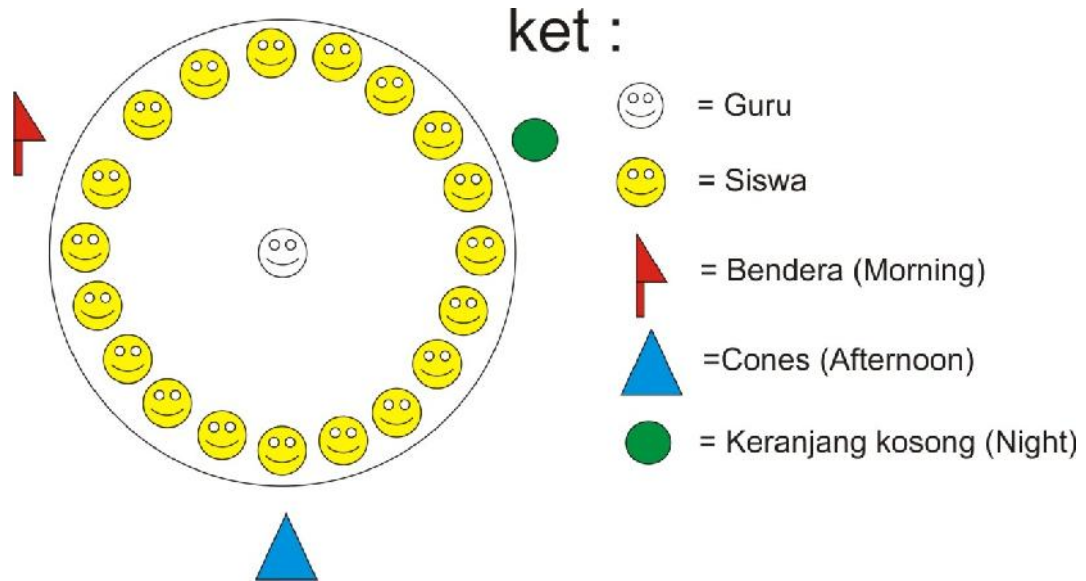 ket :
= Guru
= Siswa
= Bendera (Morning)
=Cones (Afternoon)
= Keranjang kosong (Night)